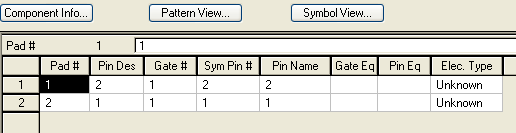 Component Info... Pattern View... Symbol View...
Pad # 1 1
Pad # Pin Des Gate # Sym Pin # Pin Name Gate Eq Pin Eq Elec. Type
1 1 2 1 2 2 Unknown
2 2 1 1 1 1 Unknown